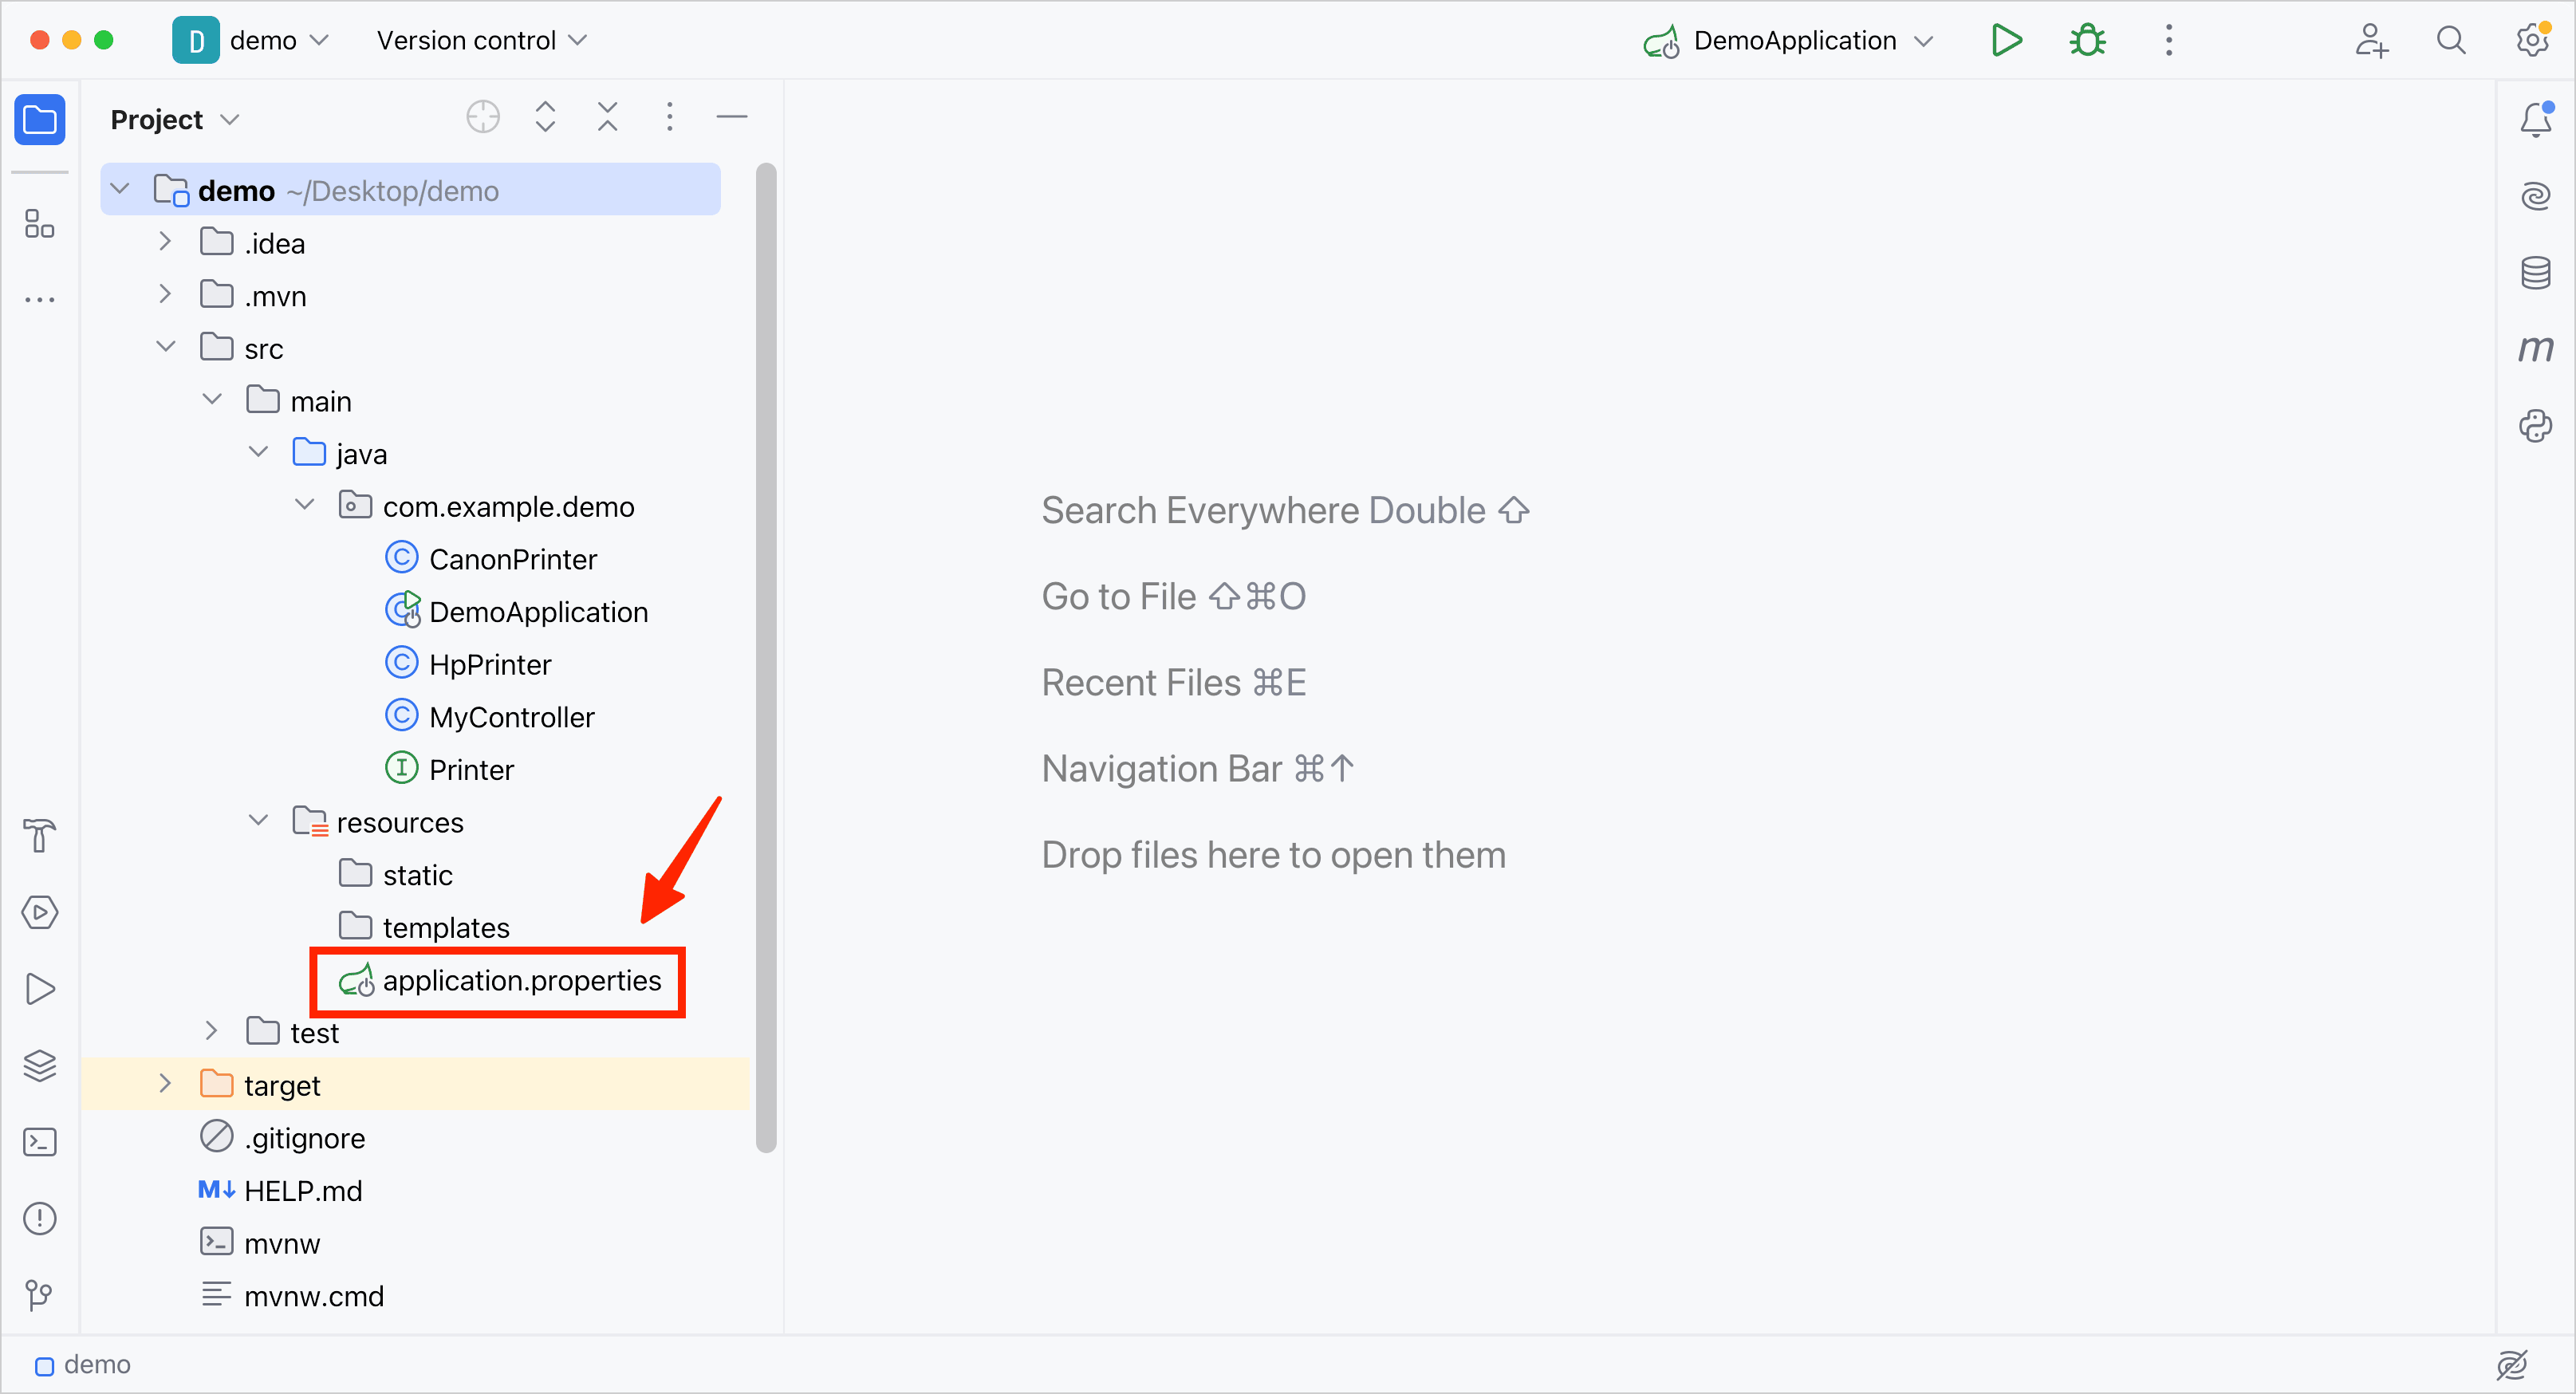 D demo Version control DemoApplication
Project
demo ~/Desktop/demo
.idea
.mvn
src
main
java
com.example.demo
CanonPrinter
DemoApplication
HpPrinter
MyController
Printer
resources
static
templates
application.properties
test
target
.gitignore
M↓ HELP.md
mvnw
mvnw.cmd
Search Everywhere Double ⇧
Go to File ⇧⌘O
Recent Files ⌘E
Navigation Bar ⌘↑
Drop files here to open them
m
demo